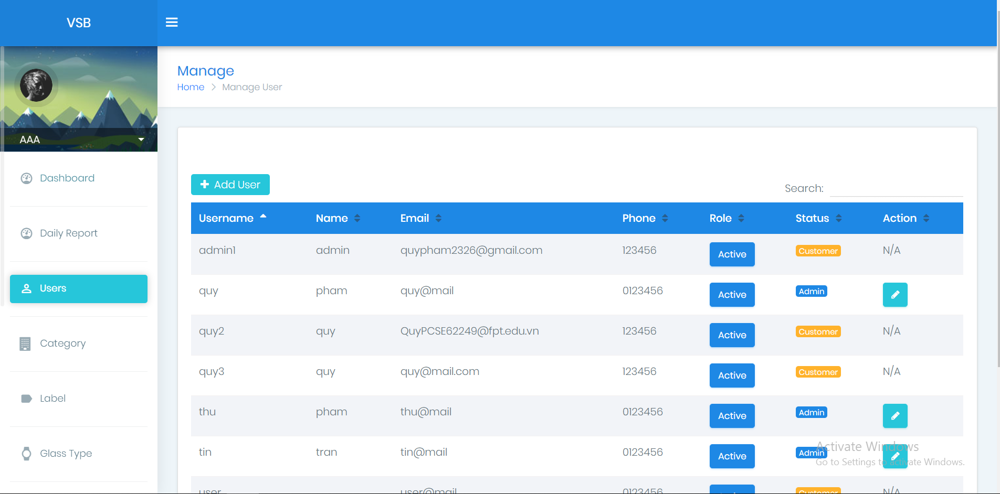 VSB
Manage
Home > Manage User
AAA
Dashboard
Daily Report
Users
Category
Label
Glass Type
Add User
Search:
Username Name Email Phone Role Status Action
admin1 admin quypham2326@gmail.com 123456 Active Customer N/A
quy pham quy@mail 0123456 Active Admin
quy2 quy QuyPCSE62249@fpt.edu.vn 123456 Active Customer N/A
quy3 quy quy@mail.com 123456 Active Customer N/A
thu pham thu@mail 0123456 Active Admin
tin tran tin@mail 0123456 Active Admin
Activate Windows
Go to Settings to activate Windows.
user user@mail 0123456 Customer N/A